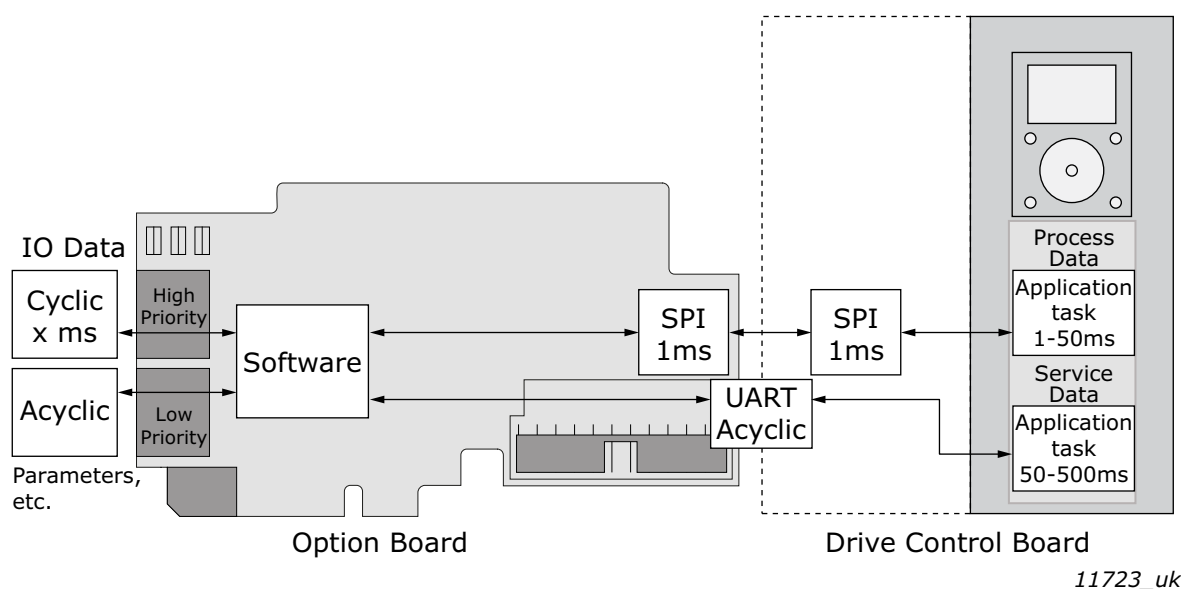 IO Data
Cyclic
x ms
High
Priority
Acyclic
Low
Priority
Parameters,
etc.
Software
SPI
1ms
UART
Acyclic
SPI
1ms
Process
Data
Application
task
1-50ms
Service
Data
Application
task
50-500ms
Option Board
Drive Control Board
11723_uk